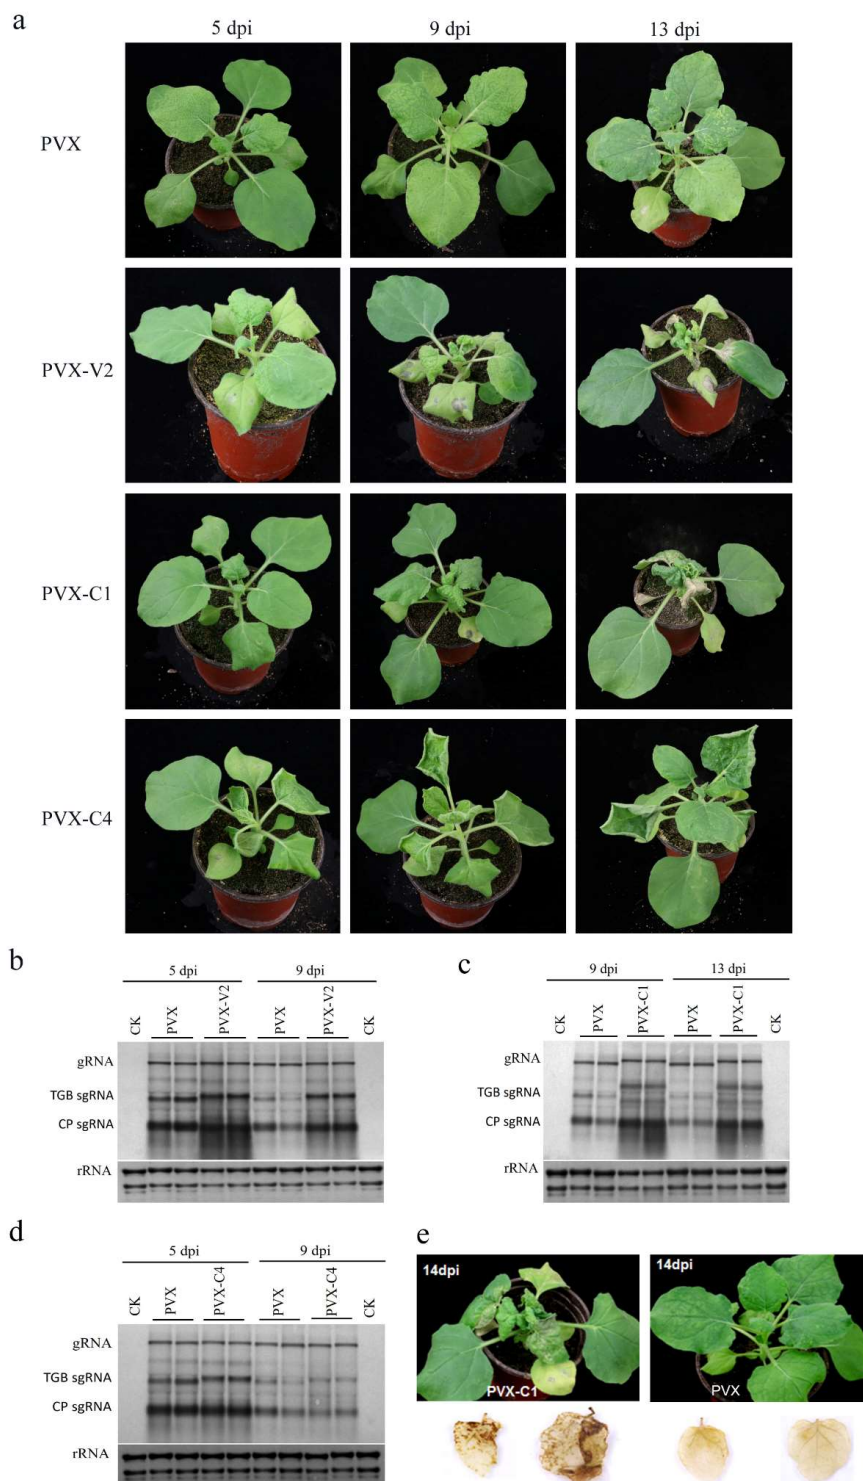 a
5 dpi 9 dpi 13 dpi
PVX
PVX-V2
PVX-C1
PVX-C4
b
5 dpi 9 dpi
CK PVX PVX-V2 PVX PVX-V2 CK
gRNA
TGB sgRNA
CP sgRNA
rRNA
c
9 dpi 13 dpi
CK PVX PVX-C1 PVX PVX-C1 CK
gRNA
TGB sgRNA
CP sgRNA
rRNA
d
5 dpi 9 dpi
CK PVX PVX-C4 PVX PVX-C4 CK
gRNA
TGB sgRNA
CP sgRNA
rRNA
e
14dpi 14dpi
PVX-C1 PVX